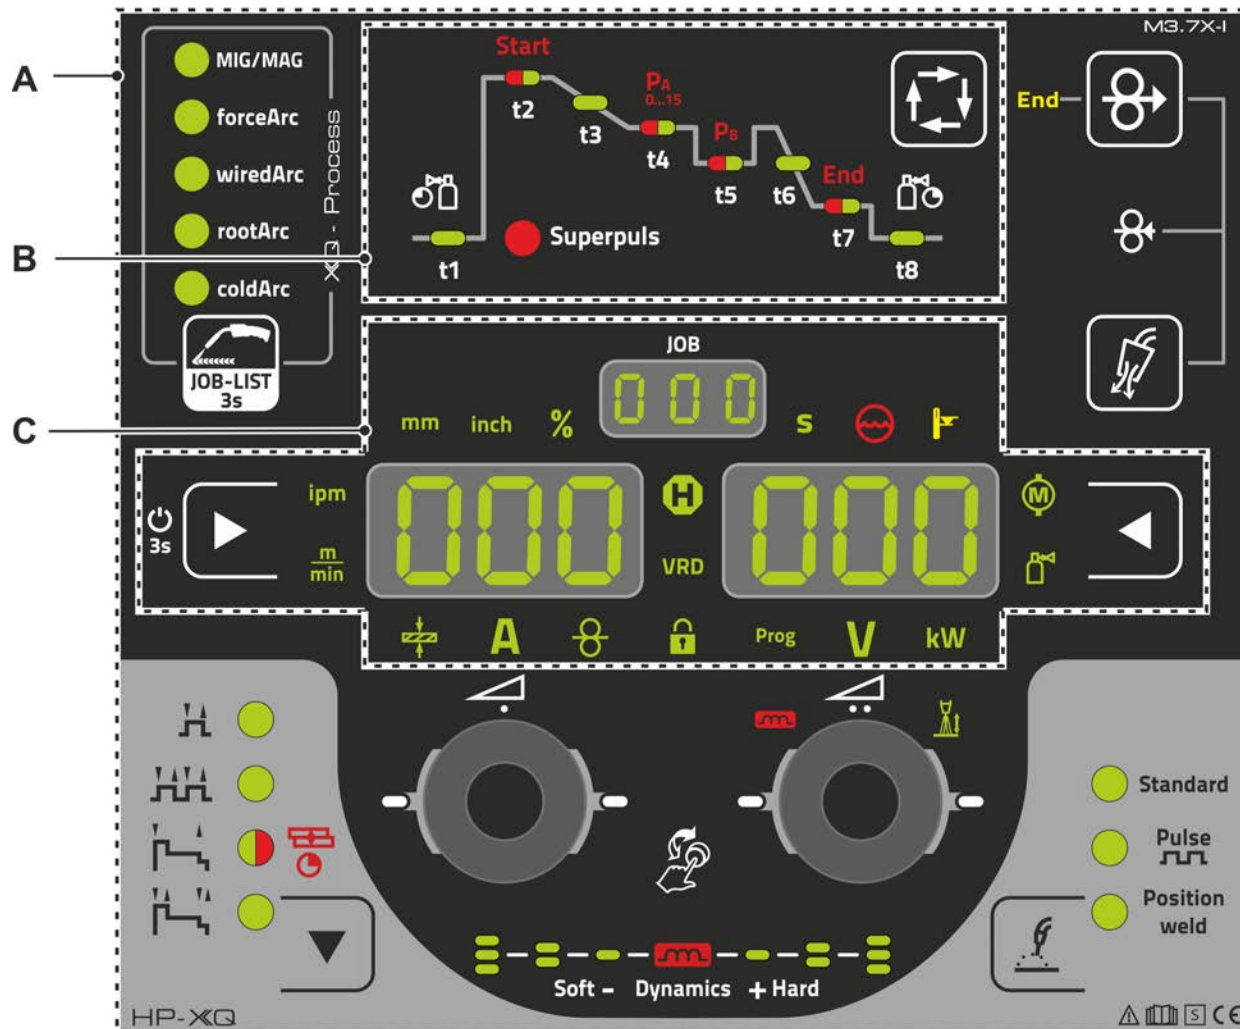 M3.7X-I
A
MIG/MAG
forceArc
wiredArc
rootArc
coldArc
XQ - Process
JOB-LIST
3s
B
Start
t2
t3
PA
0...15
t4
PB
t5
t6
End
t7
t1
Superpuls
t8
End
C
JOB
000
mm
inch
%
s
3s
ipm
m
min
000
H
VRD
000
M
A
Prog
V
kW
Standard
Pulse
Position
weld
Soft - Dynamics + Hard
HP-XQ
S
CE